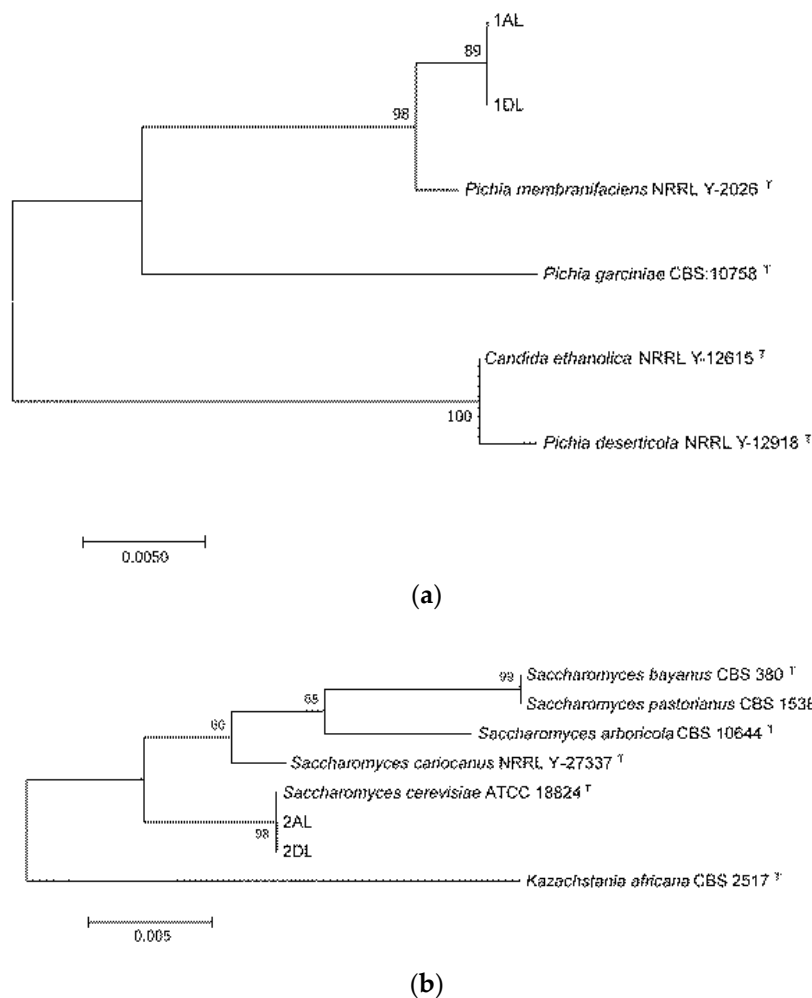 1AL
89
1DL
98
Pichia membranifaciens NRRL Y-2026 T
Pichia garciniae CBS:10758 T
Candida ethanolica NRRL Y-12615 T
100
Pichia deserticola NRRL Y-12918 T
0.0050
(a)
99 Saccharomyces bayanus CBS 380 T
Saccharomyces pastorianus CBS 1538
65
Saccharomyces arboricola CBS 10644 T
60
Saccharomyces cariocanus NRRL Y-27337 T
Saccharomyces cerevisiae ATCC 18824 T
98 2AL
2DL
Kazachstania africana CBS 2517 T
0.005
(b)